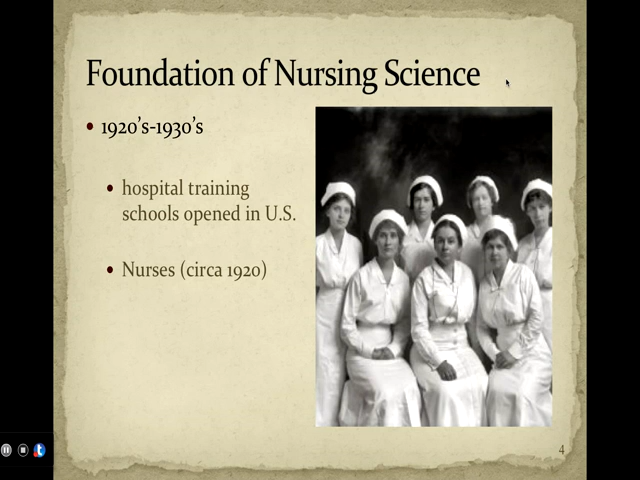 Foundation of Nursing Science
• 1920's-1930's
• hospital training
schools opened in U.S.
• Nurses (circa 1920)
4